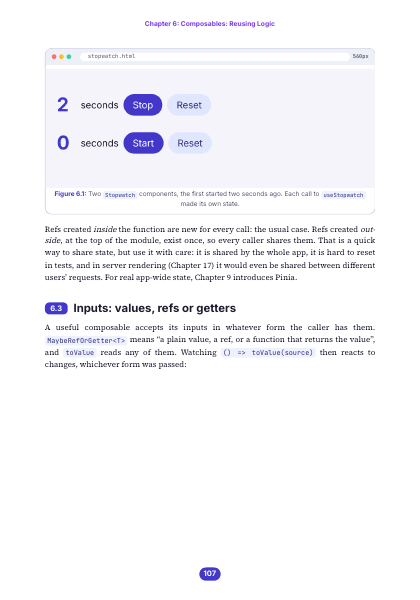 Chapter 6: Composables: Reusing Logic
stopwatch.html
560px
2 seconds Stop Reset
0 seconds Start Reset
Figure 6.1: Two Stopwatch components, the first started two seconds ago. Each call to useStopwatch
made its own state.
Refs created inside the function are new for every call: the usual case. Refs created out-
side, at the top of the module, exist once, so every caller shares them. That is a quick
way to share state, but use it with care: it is shared by the whole app, it is hard to reset
in tests, and in server rendering (Chapter 17) it would even be shared between different
users' requests. For real app-wide state, Chapter 9 introduces Pinia.
6.3 Inputs: values, refs or getters
A useful composable accepts its inputs in whatever form the caller has them.
MaybeRefOrGetter<T> means “a plain value, a ref, or a function that returns the value”,
and toValue reads any of them. Watching () => toValue(source) then reacts to
changes, whichever form was passed:
107